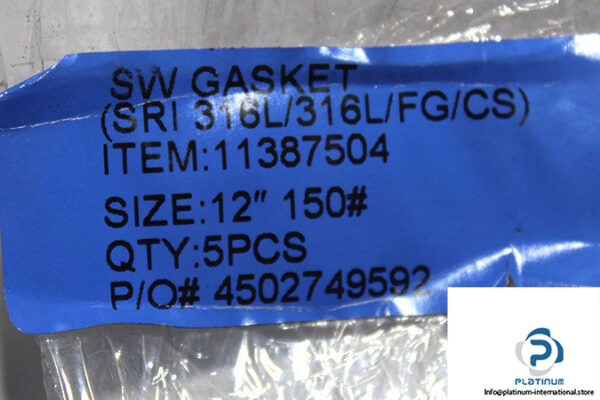 SW GASKET
(SRI 316L/316L/FG/CS)
ITEM:11387504
SIZE:12" 150#
QTY:5PCS
P/O# 4502749592
PLATINUM
Info@platinum-international.store